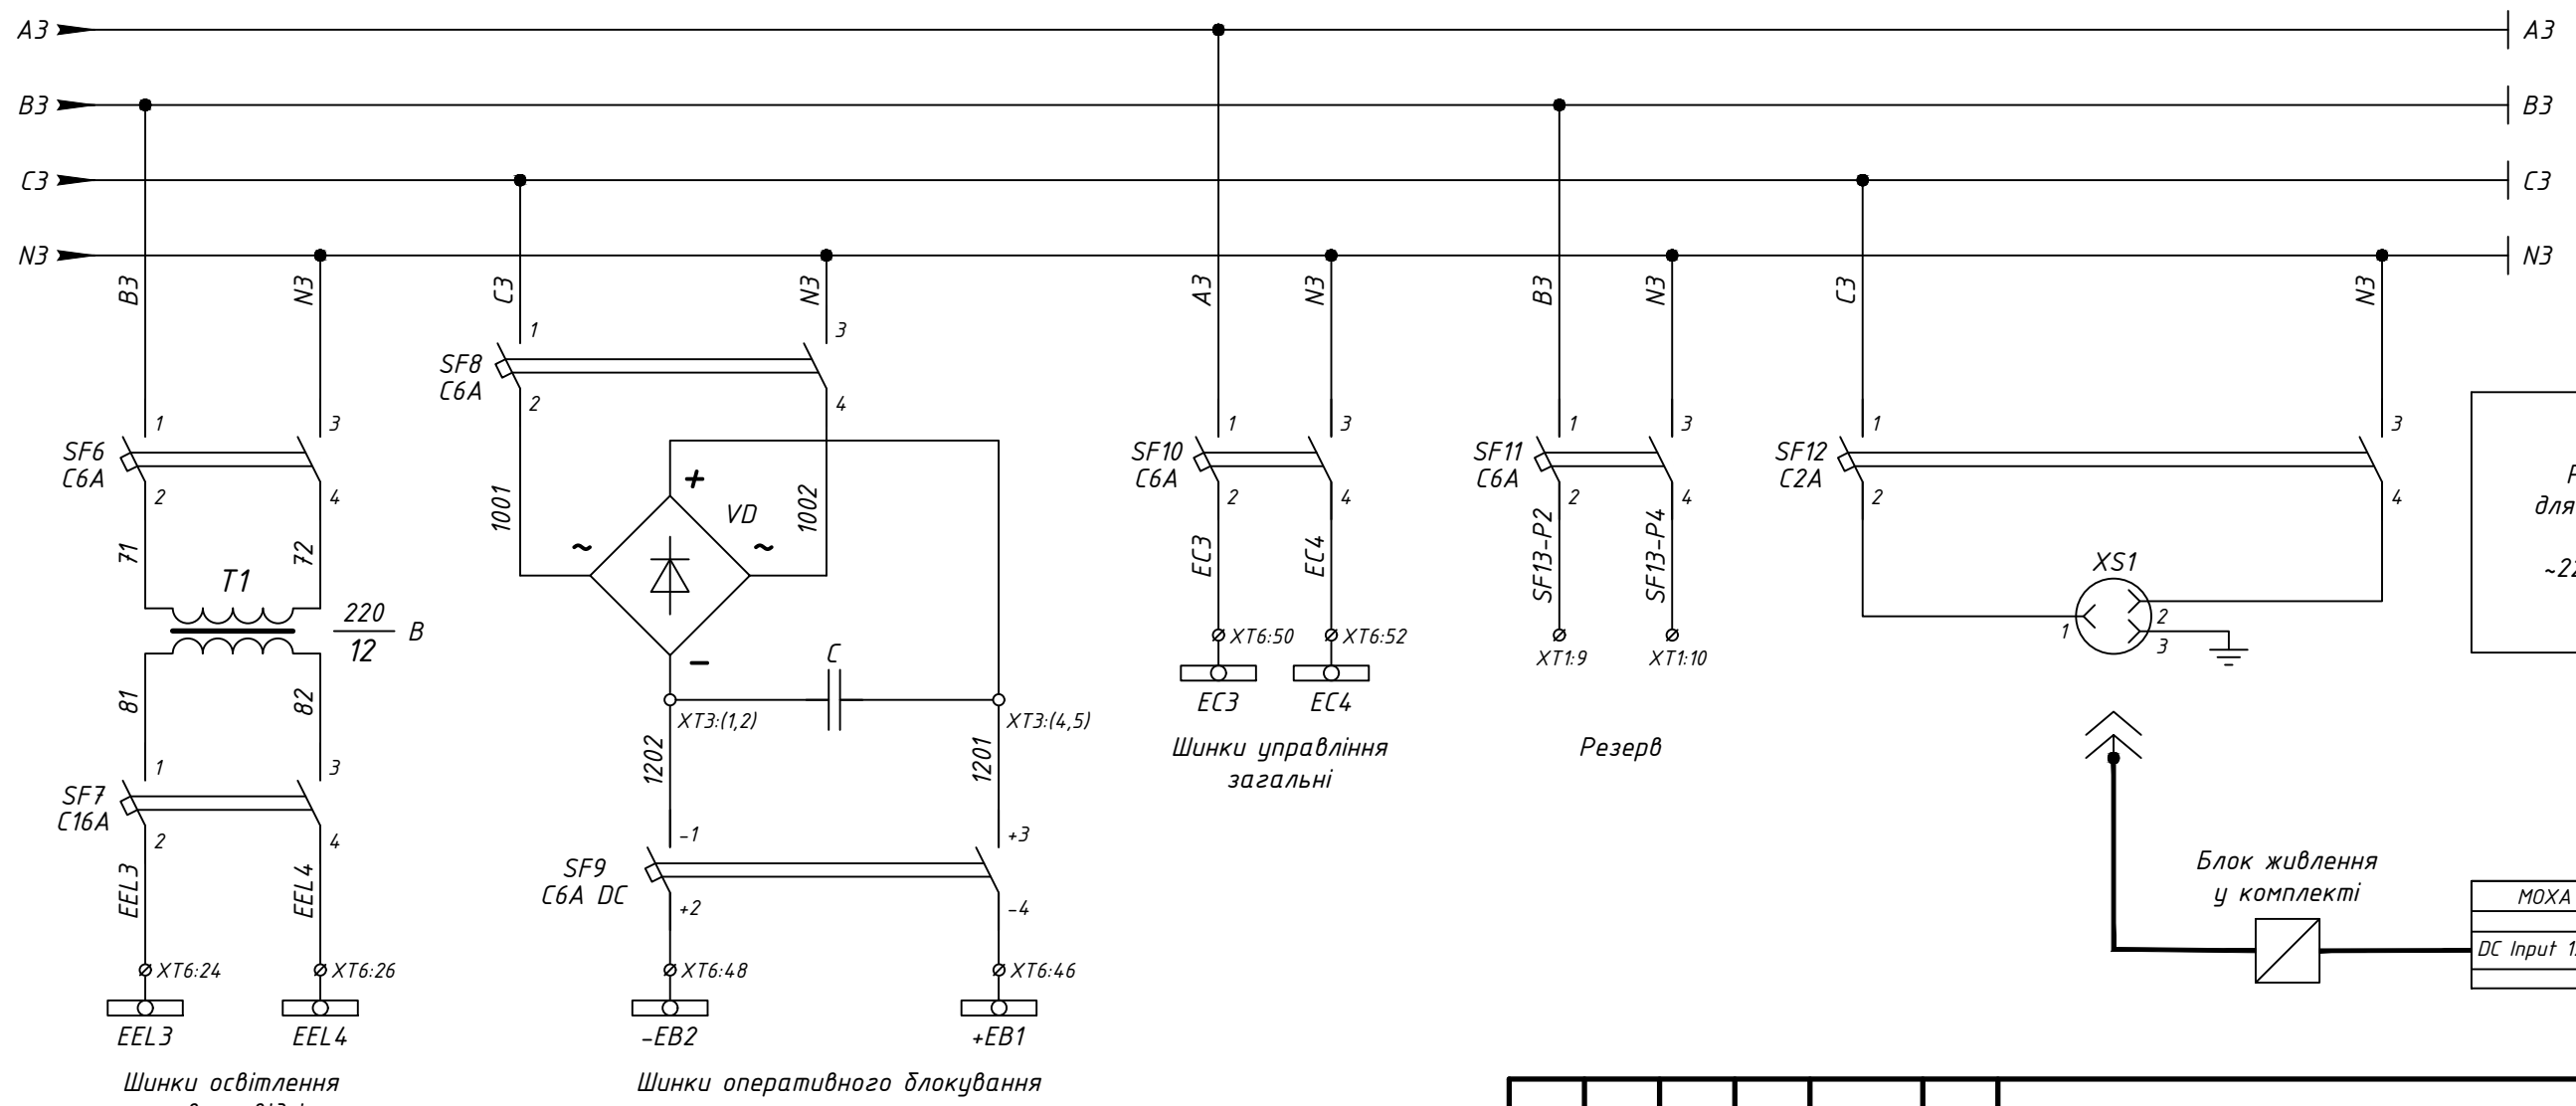 A3
A3
B3
B3
C3
C3
N3
N3
B3
N3
C3
N3
A3
N3
B3
N3
C3
N3
1
3
SF8
C6A
2
4
1
3
SF6
C6A
2
4
1
3
SF10
C6A
2
4
1
3
SF11
C6A
2
4
1
3
SF12
C2A
2
4
для
~22
71
72
1001
1002
+
VD
~
~
−
EC3
EC4
SF13-P2
SF13-P4
T1
220
12
В
XS1
1
2
3
XT6:50
XT6:52
XT1:9
XT1:10
EC3
EC4
Шинки управління
загальні
Резерв
81
82
C
XT3:(1,2)
XT3:(4,5)
1202
1201
1
3
SF7
C16A
2
4
-1
+3
SF9
C6A DC
+2
-4
EEL3
EEL4
Блок живлення
у комплекті
MOXA
DC Input
XT6:24
XT6:26
XT6:48
XT6:46
EEL3
EEL4
-EB2
+EB1
Шинки освітлення
Шинки оперативного блокування